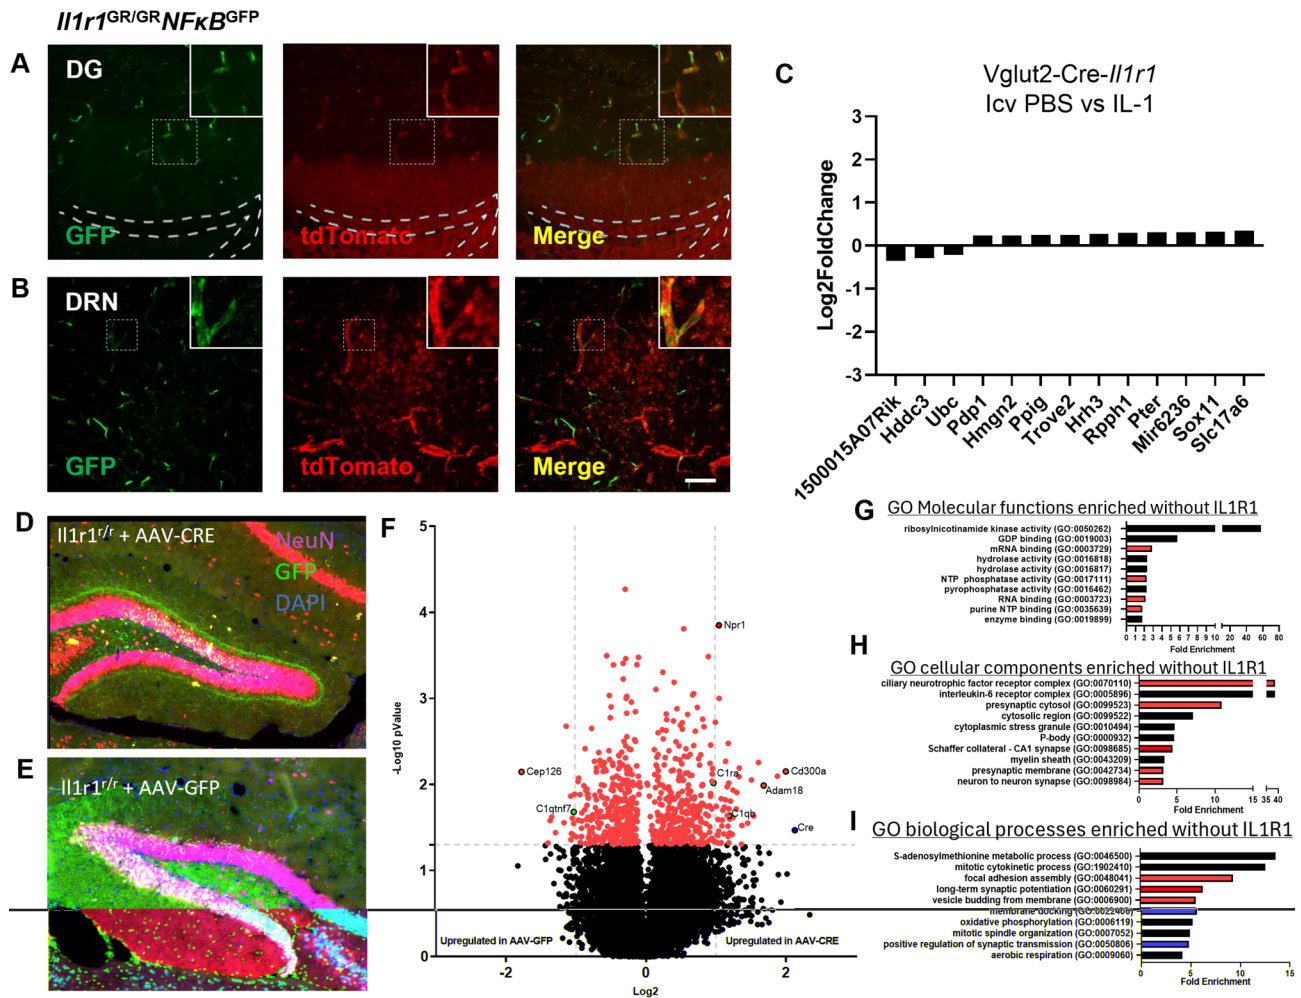 Il1r1GR/GRNFκBGFP
A
DG
GFP
tdTomato
Merge
B
DRN
GFP
tdTomato
Merge
C
Vglut2-Cre-Il1r1
Icv PBS vs IL-1
Log2FoldChange
3
2
1
0
-1
-2
-3
1500015A07Rik
Hddc3
Ubc
Pdp1
Hmgn2
Ppig
Trove2
Hrh3
Rpph1
Pter
Mir6236
Sox11
Slc17a6
D
Il1r1r/r + AAV-CRE
NeuN
GFP
DAPI
E
Il1r1r/r + AAV-GFP
F
-Log10 pValue
5
4
3
2
1
0
Npr1
Cep126
C1ra
Cd300a
Adam18
C1qtnf7
C1qb
Cre
Upregulated in AAV-GFP
Upregulated in AAV-CRE
-2
0
2
Log2
G
GO Molecular functions enriched without IL1R1
ribosylnicotinamide kinase activity (GO:0050262)
GDP binding (GO:0019003)
mRNA binding (GO:0003729)
hydrolase activity (GO:0016818)
hydrolase activity (GO:0016817)
NTP phosphatase activity (GO:0017111)
pyrophosphatase activity (GO:0016462)
RNA binding (GO:0003723)
purine NTP binding (GO:0035639)
enzyme binding (GO:0019899)
0 1 2 3 4 5 6 7 8 9 10 20 40 60 80
Fold Enrichment
H
GO cellular components enriched without IL1R1
ciliary neurotrophic factor receptor complex (GO:0070110)
interleukin-6 receptor complex (GO:0005896)
presynaptic cytosol (GO:0099523)
cytosolic region (GO:0099522)
cytoplasmic stress granule (GO:0010494)
P-body (GO:0000932)
Schaffer collateral - CA1 synapse (GO:0098685)
myelin sheath (GO:0043209)
presynaptic membrane (GO:0042734)
neuron to neuron synapse (GO:0098984)
0 5 10 15 35 40
Fold Enrichment
I
GO biological processes enriched without IL1R1
S-adenosylmethionine metabolic process (GO:0046500)
mitotic cytokinetic process (GO:1902410)
focal adhesion assembly (GO:0048041)
long-term synaptic potentiation (GO:0060291)
vesicle budding from membrane (GO:0006900)
membrane docking (GO:0022406)
oxidative phosphorylation (GO:0006119)
mitotic spindle organization (GO:0007052)
positive regulation of synaptic transmission (GO:0050806)
aerobic respiration (GO:0009060)
0 5 10 15
Fold Enrichment